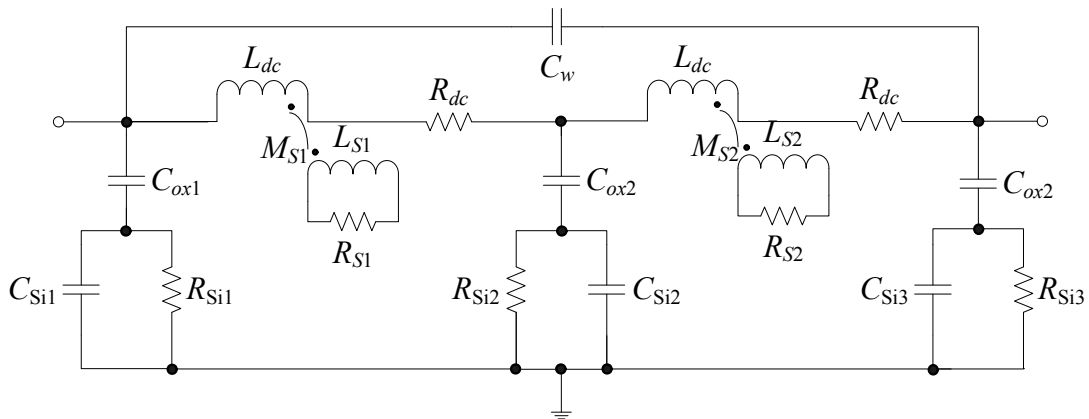 C_w
L_dc
L_dc
R_dc
R_dc
M_S1
L_S1
M_S2
L_S2
C_ox1
C_ox2
C_ox2
R_S1
R_S2
C_Si1
R_Si1
R_Si2
C_Si2
C_Si3
R_Si3